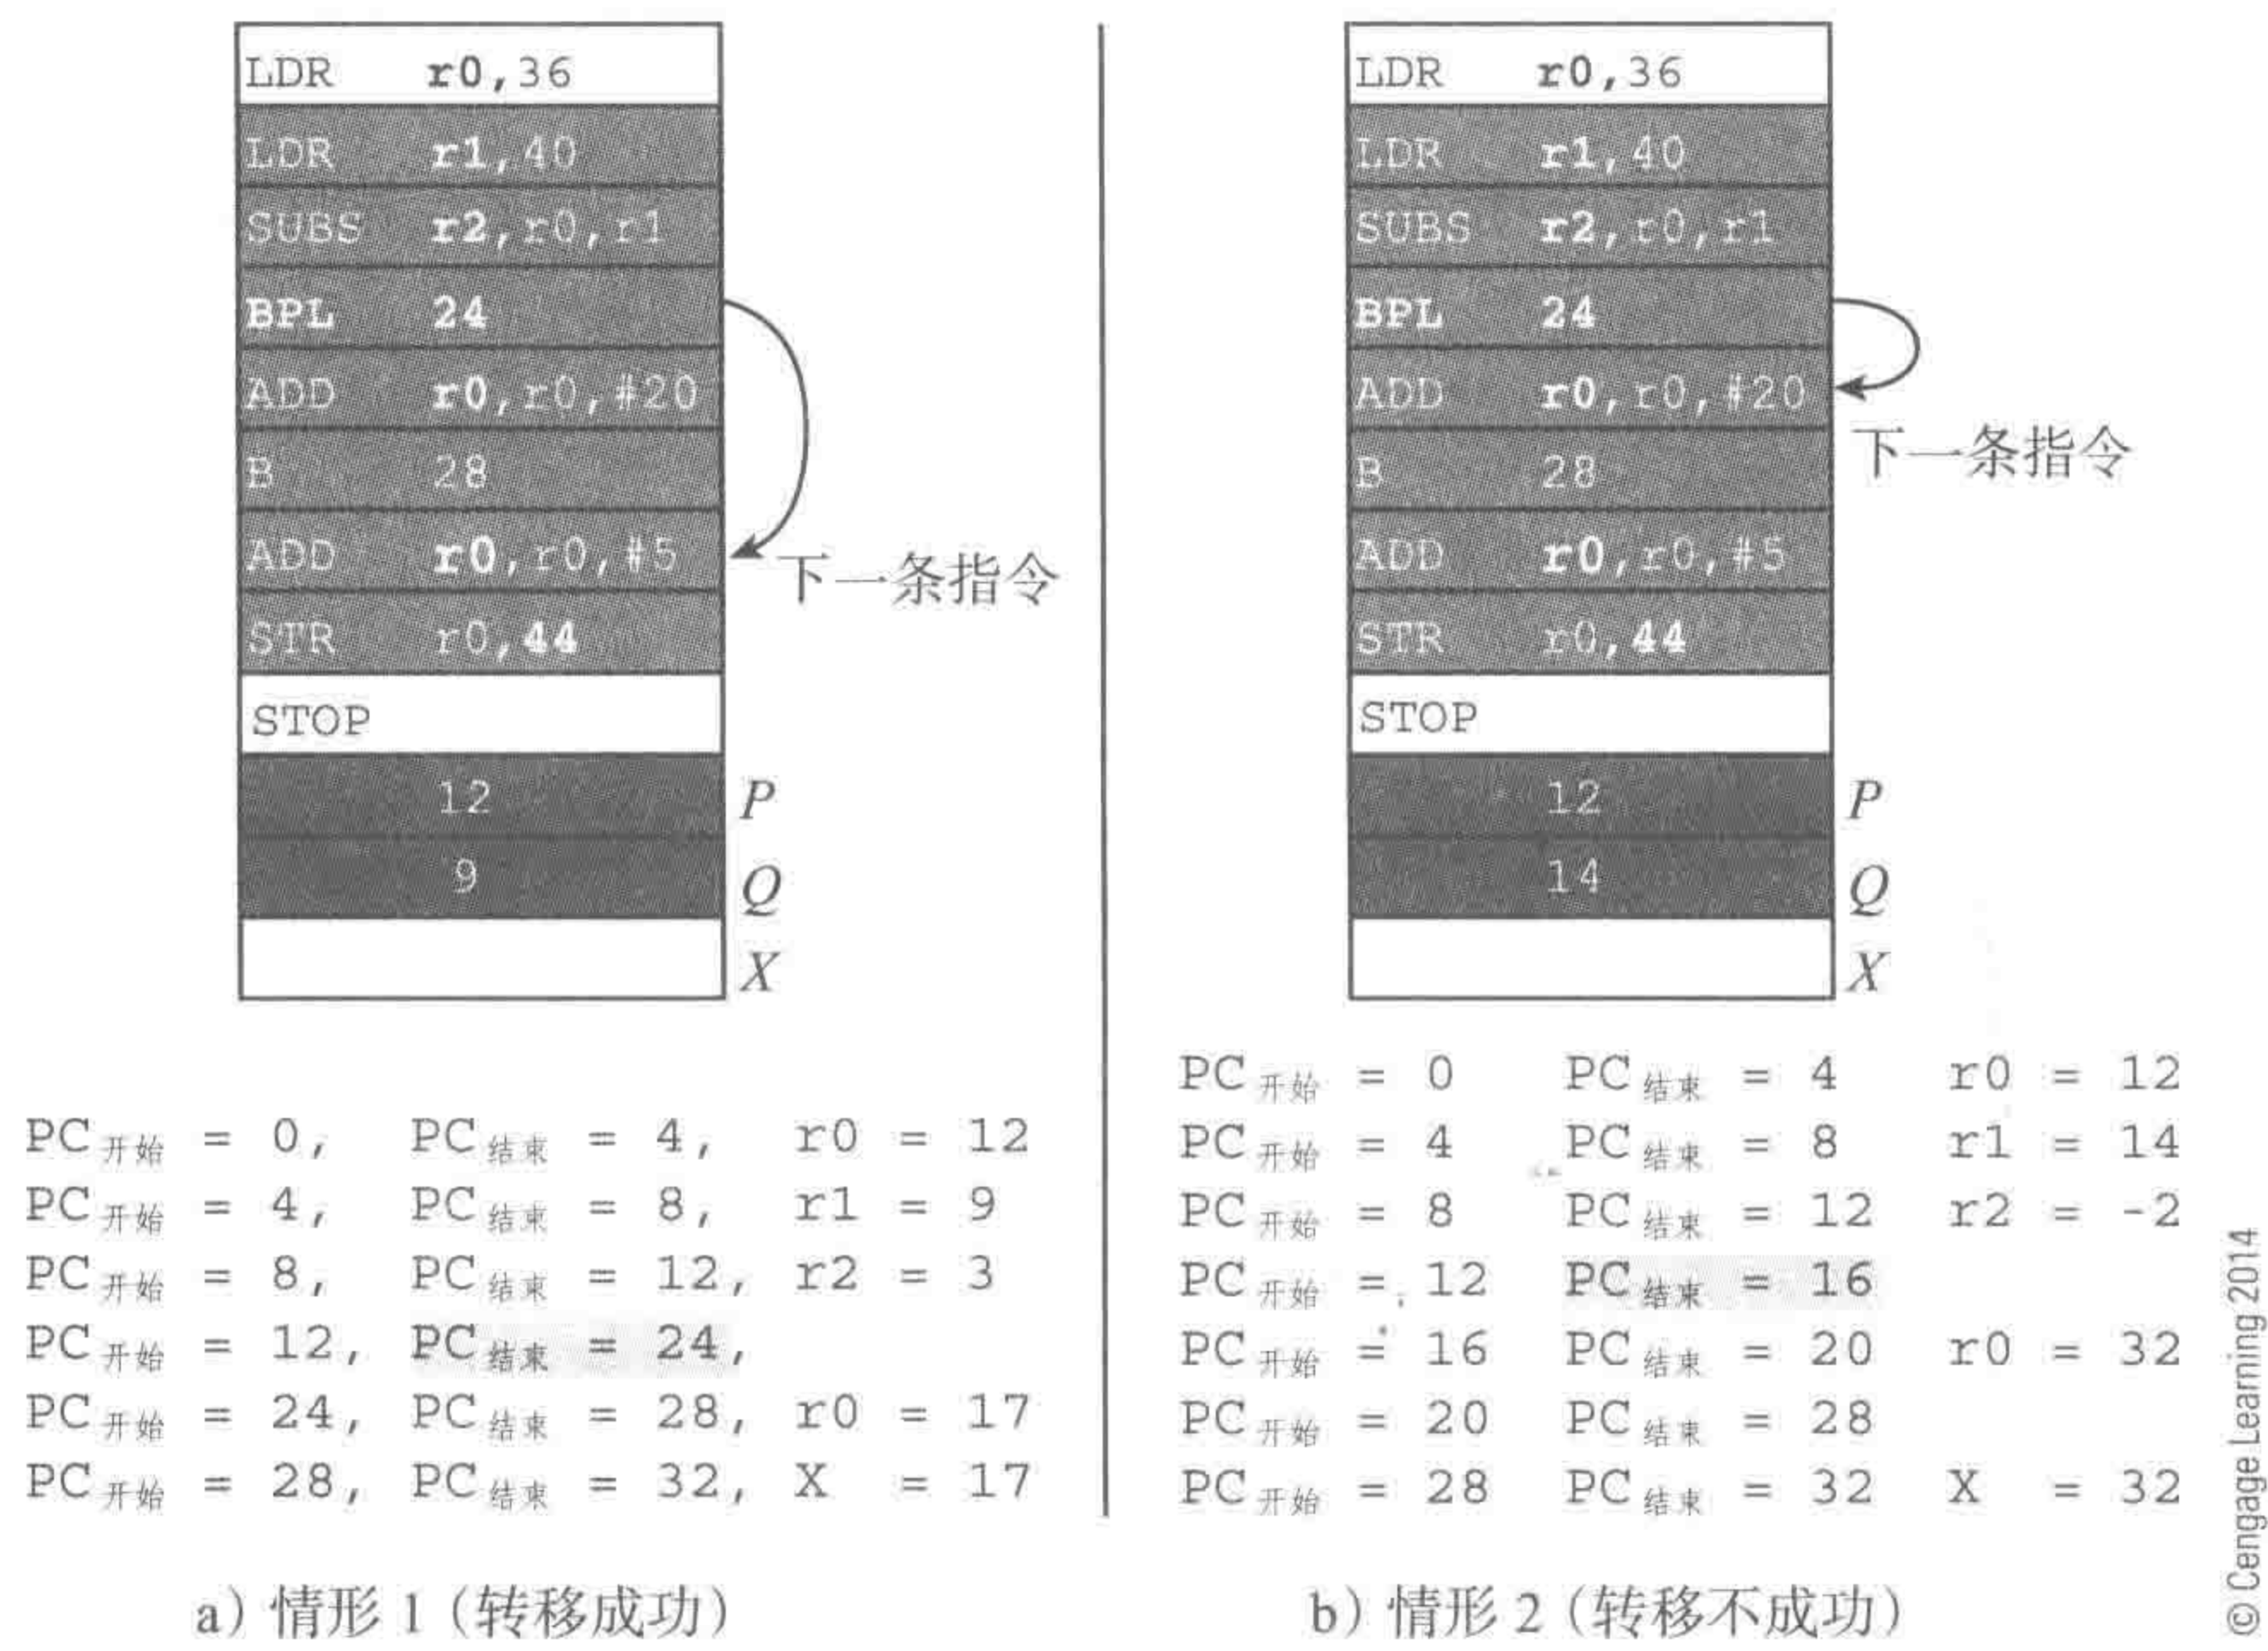 LDR r0,36
LDR r1,40
SUBS r2,r0,r1
BPL 24
ADD r0,r0,#20
B 28
ADD r0,r0,#5
下一条指令
STR r0,44
STOP
12 P
9 Q
X
PC开始 = 0, PC结束 = 4, r0 = 12
PC开始 = 4, PC结束 = 8, r1 = 9
PC开始 = 8, PC结束 = 12, r2 = 3
PC开始 = 12, PC结束 = 24,
PC开始 = 24, PC结束 = 28, r0 = 17
PC开始 = 28, PC结束 = 32, X = 17
a) 情形 1（转移成功）
LDR r0,36
LDR r1,40
SUBS r2,r0,r1
BPL 24
ADD r0,r0,#20
下一条指令
B 28
ADD r0,r0,#5
STR r0,44
STOP
12 P
14 Q
X
PC开始 = 0 PC结束 = 4 r0 = 12
PC开始 = 4 PC结束 = 8 r1 = 14
PC开始 = 8 PC结束 = 12 r2 = -2
PC开始 = 12 PC结束 = 16
PC开始 = 16 PC结束 = 20 r0 = 32
PC开始 = 20 PC结束 = 28
PC开始 = 28 PC结束 = 32 X = 32
b) 情形 2（转移不成功）
© Cengage Learning 2014